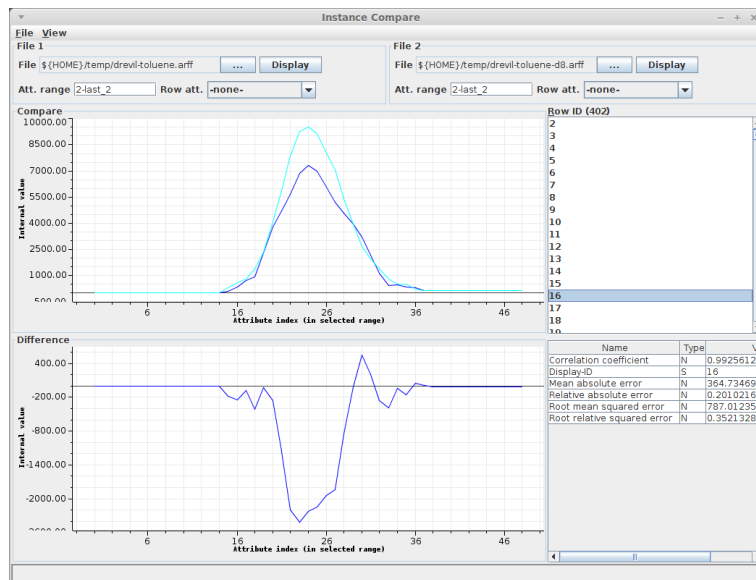 Instance Compare
File View
File 1
File ${HOME}/temp/drevil-toluene.arff ... Display
Att. range 2-last_2 Row att. -none-
File 2
File ${HOME}/temp/drevil-toluene-d8.arff ... Display
Att. range 2-last_2 Row att. -none-
Compare
10000.00
8500.00
7000.00
5500.00
4000.00
2500.00
1000.00
Internal value
6 16 26 36 46
Attribute index (in selected range)
Row ID (402)
2
3
4
5
6
7
8
9
10
11
12
13
14
15
16
17
18
19
Difference
400.00
-200.00
-800.00
-1400.00
-2000.00
Internal value
6 16 26 36 46
Attribute index (in selected range)
Name Type V
Correlation coefficient N 0.9925612
Display-ID S 16
Mean absolute error N 364.73469
Relative absolute error N 0.2010216
Root mean squared error N 787.01235
Root relative squared error N 0.3521328